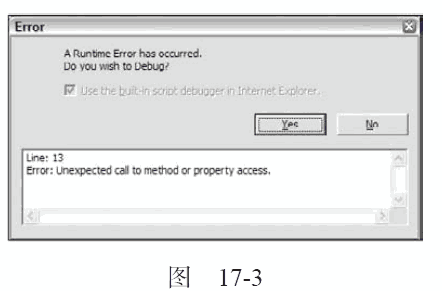 Error
A Runtime Error has occurred.
Do you wish to Debug?
Use the built-in script debugger in Internet Explorer.
Yes
No
Line: 13
Error: Unexpected call to method or property access.
图 17-3